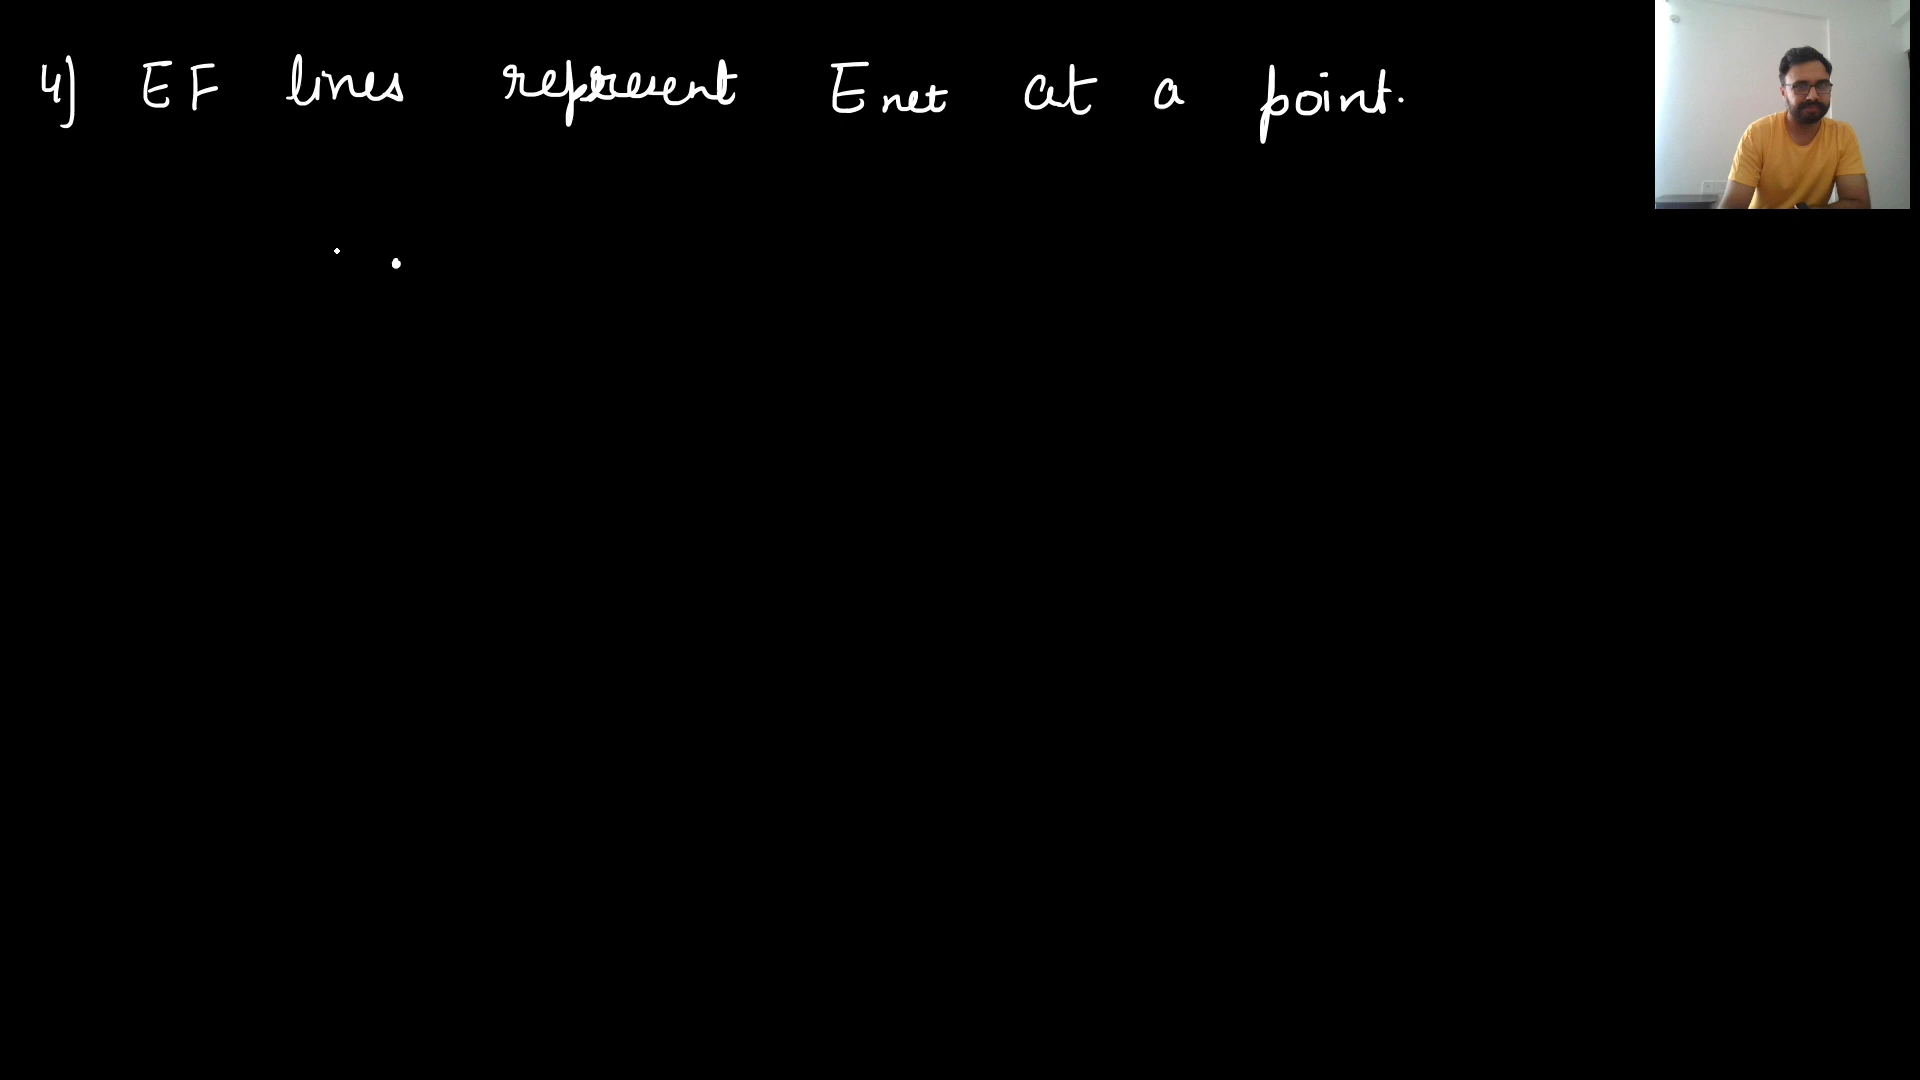 4) EF lines represent Enet at a point.